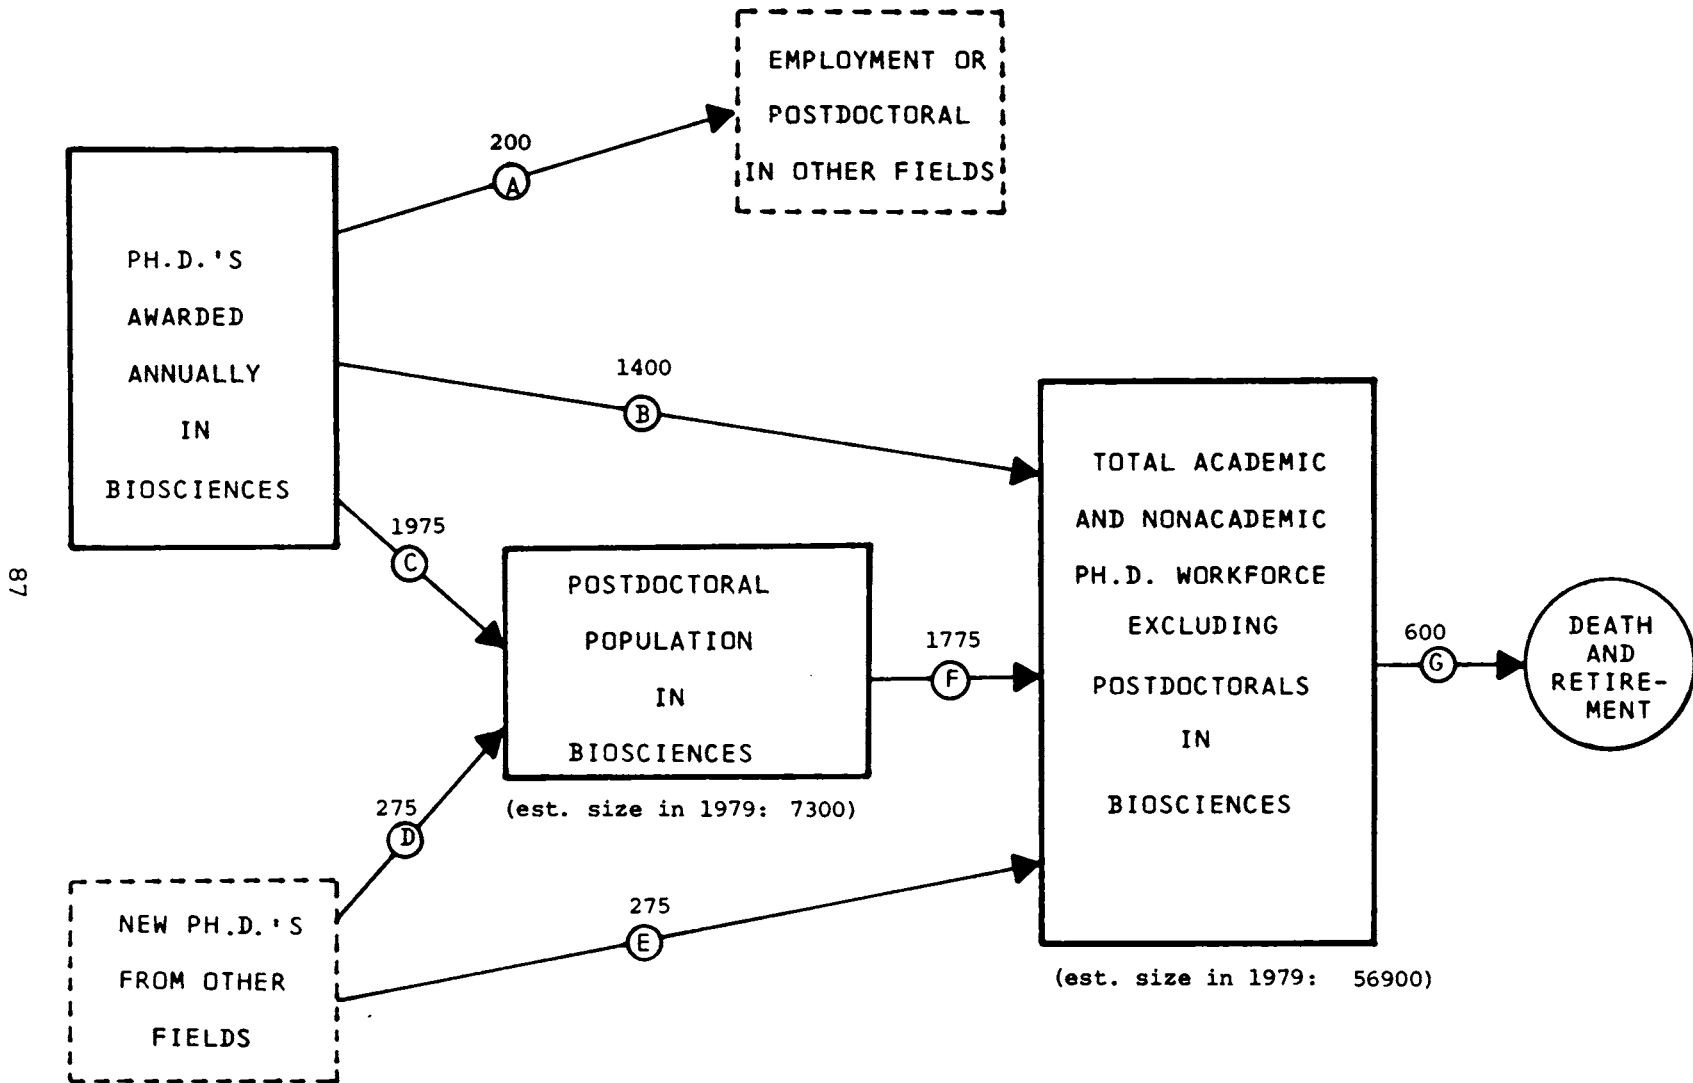 EMPLOYMENT OR
POSTDOCTORAL
IN OTHER FIELDS
200
A
PH.D.'S
AWARDED
ANNUALLY
IN
BIOSCIENCES
1400
B
1975
C
POSTDOCTORAL
POPULATION
IN
BIOSCIENCES
(est. size in 1979: 7300)
275
D
NEW PH.D.'S
FROM OTHER
FIELDS
275
E
1775
F
TOTAL ACADEMIC
AND NONACADEMIC
PH.D. WORKFORCE
EXCLUDING
POSTDOCTORALS
IN
BIOSCIENCES
(est. size in 1979: 56900)
600
G
DEATH
AND
RETIRE-
MENT
87